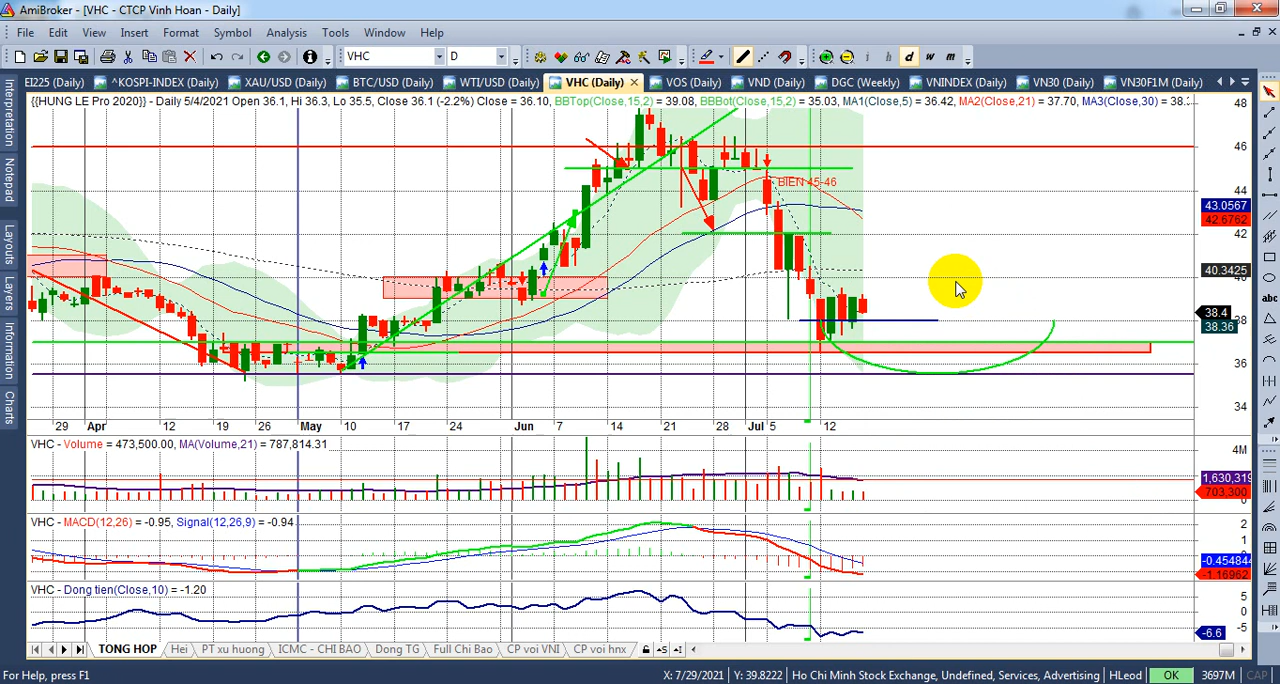 AmiBroker - [VHC - CTCP Vinh Hoan - Daily]
File Edit View Insert Format Symbol Analysis Tools Window Help
VHC D i h d w m
EI225 (Daily) ^KOSPI-INDEX (Daily) XAU/USD (Daily) BTC/USD (Daily) WTI/USD (Daily) VHC (Daily) VOS (Daily) VND (Daily) DGC (Weekly) VNINDEX (Daily) VN30 (Daily) VN30F1M (Daily)
Interpretation
Notepad
Layouts
Layers
Information
Charts
{{HUNG LE Pro 2020}} - Daily 5/4/2021 Open 36.1, Hi 36.3, Lo 35.5, Close 36.1 (-2.2%) Close = 36.10, BBTop(Close,15,2) = 39.08, BBBot(Close,15,2) = 35.03, MA1(Close,5) = 36.42, MA2(Close,21) = 37.70, MA3(Close,30) = 38.
48
46
BIEN 45-46
44
43.0567
42.6762
42
40.3425
40
38.4
38
38.36
36
34
29 Apr 12 19 26 May 10 17 24 Jun 7 14 21 28 Jul 5 12
VHC - Volume = 473,500.00, MA(Volume,21) = 787,814.31
4M
1,630,319
703,300
0
VHC - MACD(12,26) = -0.95, Signal(12,26,9) = -0.94
2
1
0
-0.454844
-1.16962
VHC - Dong tien(Close,10) = -1.20
5
0
-5
-6.6
TONG HOP Hei PT xu huong ICMC - CHI BAO Dong TG Full Chi Bao CP voi VNI CP voi hnx
For Help, press F1 X: 7/29/2021 Y: 39.8222 Ho Chi Minh Stock Exchange, Undefined, Services, Advertising HLeod OK 3697M CAP